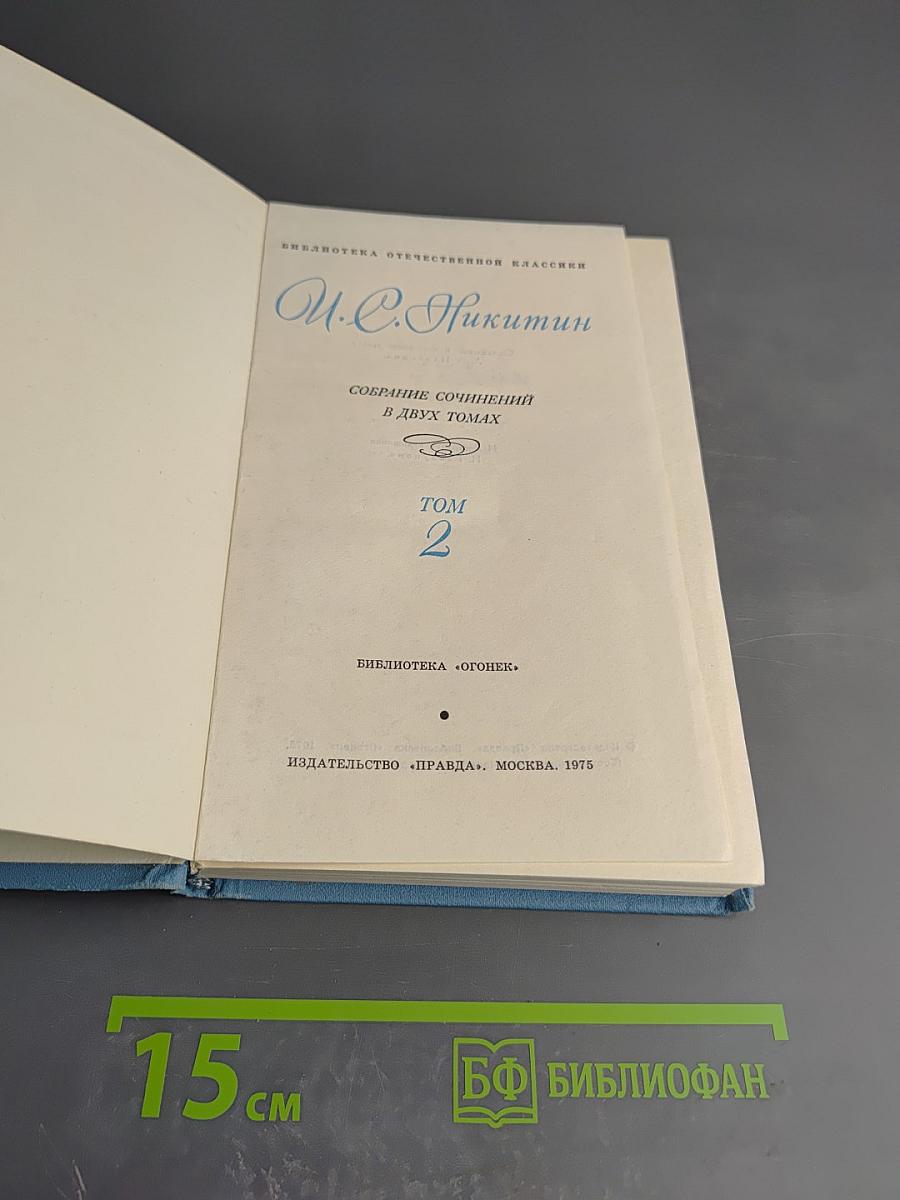 БИБЛИОТЕКА ОТЕЧЕСТВЕННОЙ КЛАССИКИ
И. С. Никитин
СОБРАНИЕ СОЧИНЕНИЙ
В ДВУХ ТОМАХ
ТОМ
2
БИБЛИОТЕКА «ОГОНЕК»
ИЗДАТЕЛЬСТВО «ПРАВДА». МОСКВА. 1975
15 см
БФ БИБЛИОФАН